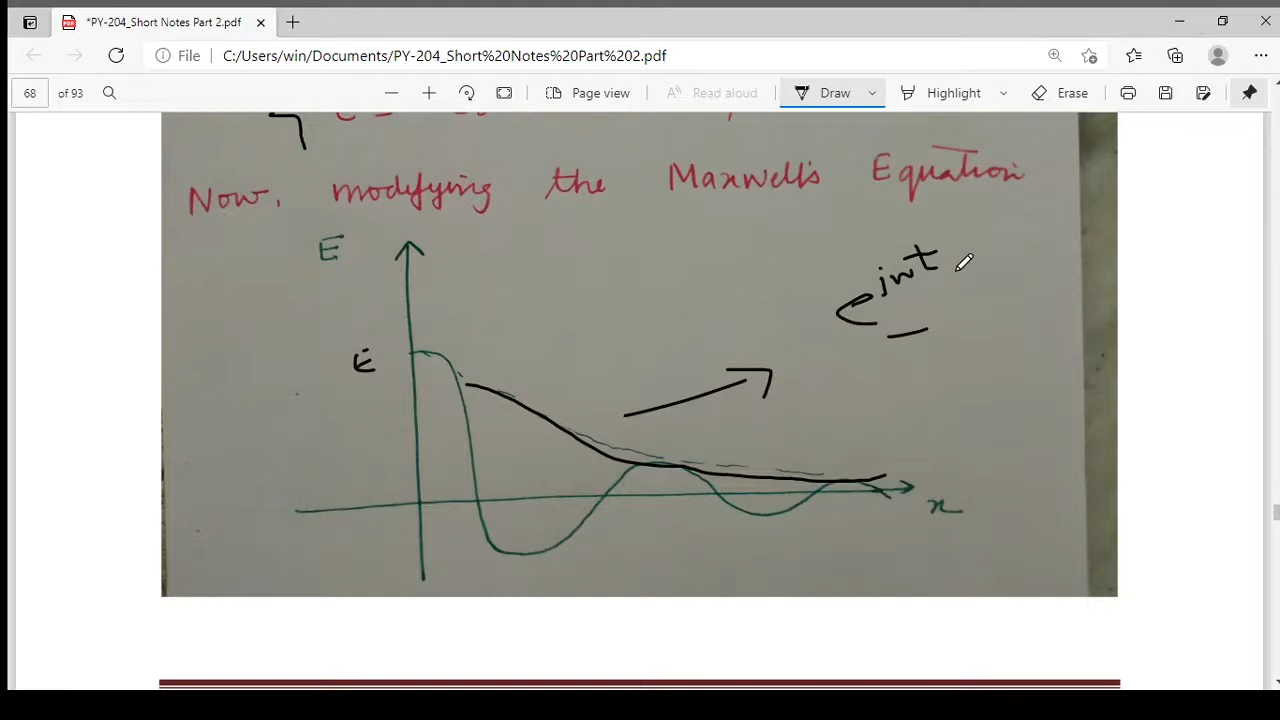 *PY-204_Short Notes Part 2.pdf
File C:/Users/win/Documents/PY-204_Short%20Notes%20Part%202.pdf
68 of 93 Page view Read aloud Draw Highlight Erase
Now, modifying the Maxwell's Equation
E
e^jwt
E
x